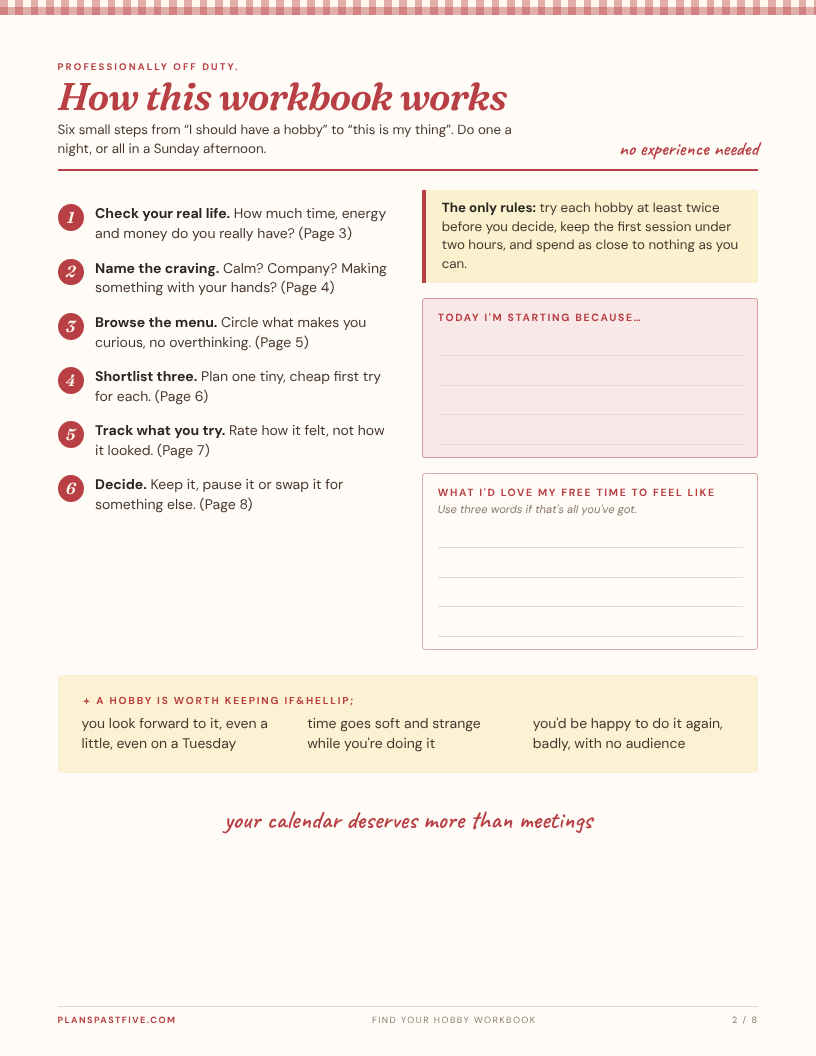 PROFESSIONALLY OFF DUTY.
How this workbook works
Six small steps from “I should have a hobby” to “this is my thing”. Do one a
night, or all in a Sunday afternoon.
no experience needed
1
Check your real life. How much time, energy
and money do you really have? (Page 3)
2
Name the craving. Calm? Company? Making
something with your hands? (Page 4)
3
Browse the menu. Circle what makes you
curious, no overthinking. (Page 5)
4
Shortlist three. Plan one tiny, cheap first try
for each. (Page 6)
5
Track what you try. Rate how it felt, not how
it looked. (Page 7)
6
Decide. Keep it, pause it or swap it for
something else. (Page 8)
The only rules: try each hobby at least twice
before you decide, keep the first session under
two hours, and spend as close to nothing as you
can.
TODAY I'M STARTING BECAUSE…
WHAT I'D LOVE MY FREE TIME TO FEEL LIKE
Use three words if that's all you've got.
+ A HOBBY IS WORTH KEEPING IF&HELLIP;
you look forward to it, even a
little, even on a Tuesday
time goes soft and strange
while you're doing it
you'd be happy to do it again,
badly, with no audience
your calendar deserves more than meetings
PLANSPASTFIVE.COM
FIND YOUR HOBBY WORKBOOK
2 / 8